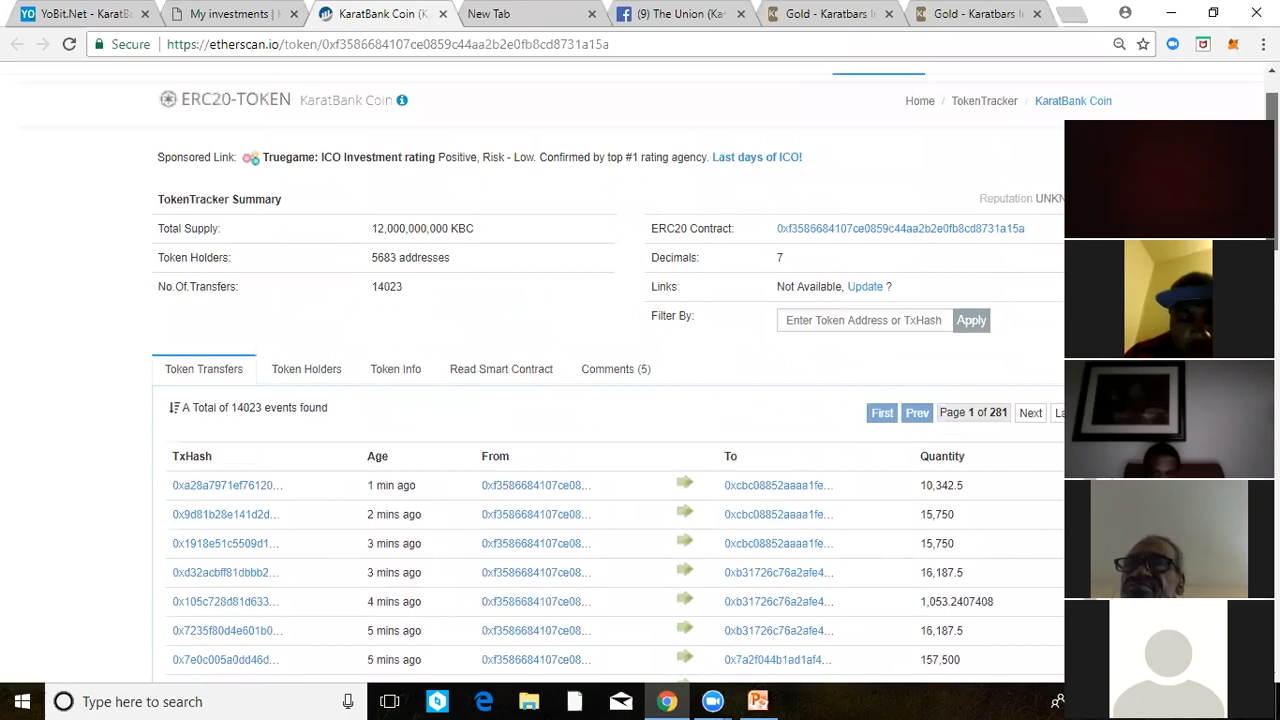 YoBit.Net - KaratBa
My investments |
KaratBank Coin (K
New Tab
(9) The Union (Ka
Gold - Karatbars I
Gold - Karatbars I
Secure
https://etherscan.io/token/0xf3586684107ce0859c44aa2b2e0fb8cd8731a15a
ERC20-TOKEN KaratBank Coin
Home / TokenTracker / KaratBank Coin
Sponsored Link: Truegame: ICO Investment rating Positive, Risk - Low. Confirmed by top #1 rating agency. Last days of ICO!
TokenTracker Summary
Reputation UNKN
Total Supply: 12,000,000,000 KBC
ERC20 Contract: 0xf3586684107ce0859c44aa2b2e0fb8cd8731a15a
Token Holders: 5683 addresses
Decimals: 7
No.Of.Transfers: 14023
Links: Not Available, Update ?
Filter By: Enter Token Address or TxHash Apply
Token Transfers Token Holders Token Info Read Smart Contract Comments (5)
A Total of 14023 events found
First Prev Page 1 of 281 Next La
TxHash Age From To Quantity
0xa28a7971ef76120... 1 min ago 0xf3586684107ce08... 0xcbc08852aaaa1fe... 10,342.5
0x9d81b28e141d2d... 2 mins ago 0xf3586684107ce08... 0xcbc08852aaaa1fe... 15,750
0x1918e51c5509d1... 3 mins ago 0xf3586684107ce08... 0xcbc08852aaaa1fe... 15,750
0xd32acbff81dbbb2... 3 mins ago 0xf3586684107ce08... 0xb31726c76a2afe4... 16,187.5
0x105c728d81d633... 4 mins ago 0xf3586684107ce08... 0xb31726c76a2afe4... 1,053.2407408
0x7235f80d4e601b0... 5 mins ago 0xf3586684107ce08... 0xb31726c76a2afe4... 16,187.5
0x7e0c005a0dd46d... 5 mins ago 0xf3586684107ce08... 0x7a2f044b1ad1af4... 157,500
Type here to search